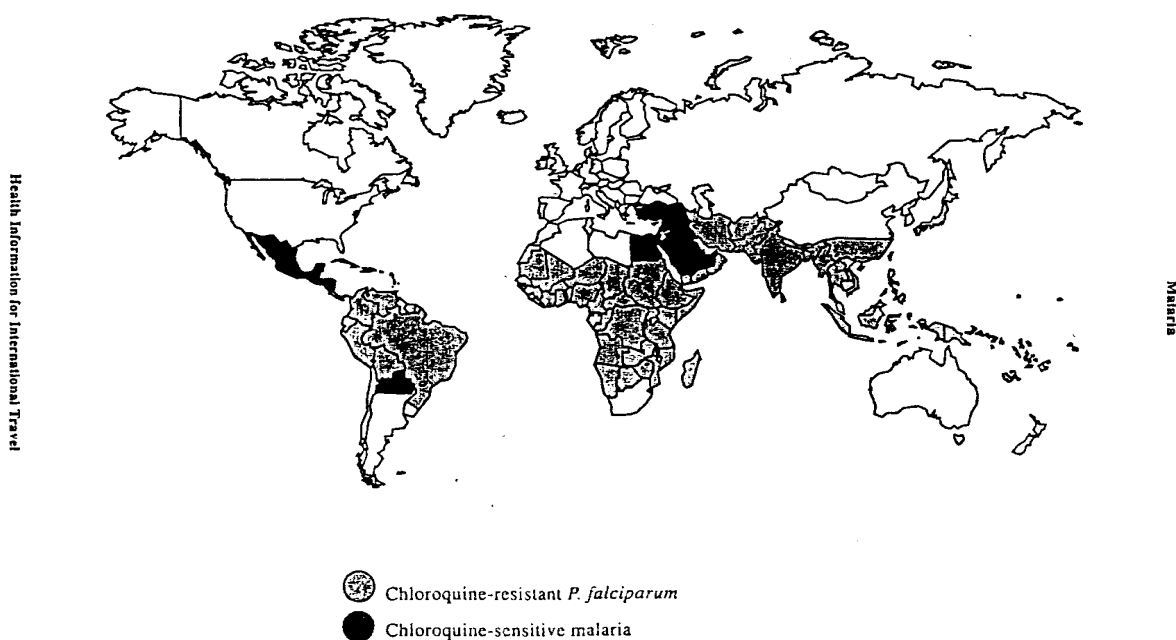 Health Information for International Travel
Malaria
Chloroquine-resistant P. falciparum
Chloroquine-sensitive malaria